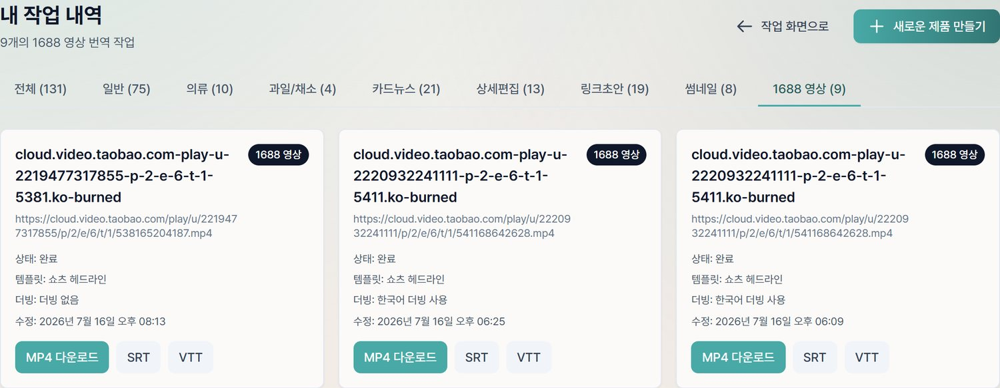 내 작업 내역
9개의 1688 영상 번역 작업
작업 화면으로
새로운 제품 만들기
전체 (131)
일반 (75)
의류 (10)
과일/채소 (4)
카드뉴스 (21)
상세편집 (13)
링크초안 (19)
썸네일 (8)
1688 영상 (9)
cloud.video.taobao.com-play-u-
2219477317855-p-2-e-6-t-1-
5381.ko-burned
1688 영상
https://cloud.video.taobao.com/play/u/221947
7317855/p/2/e/6/t/1/538165204187.mp4
상태: 완료
템플릿: 쇼츠 헤드라인
더빙: 더빙 없음
수정: 2026년 7월 16일 오후 08:13
MP4 다운로드
SRT
VTT
cloud.video.taobao.com-play-u-
2220932241111-p-2-e-6-t-1-
5411.ko-burned
1688 영상
https://cloud.video.taobao.com/play/u/22209
32241111/p/2/e/6/t/1/541168642628.mp4
상태: 완료
템플릿: 쇼츠 헤드라인
더빙: 한국어 더빙 사용
수정: 2026년 7월 16일 오후 06:25
MP4 다운로드
SRT
VTT
cloud.video.taobao.com-play-u-
2220932241111-p-2-e-6-t-1-
5411.ko-burned
1688 영상
https://cloud.video.taobao.com/play/u/22209
32241111/p/2/e/6/t/1/541168642628.mp4
상태: 완료
템플릿: 쇼츠 헤드라인
더빙: 한국어 더빙 사용
수정: 2026년 7월 16일 오후 06:09
MP4 다운로드
SRT
VTT